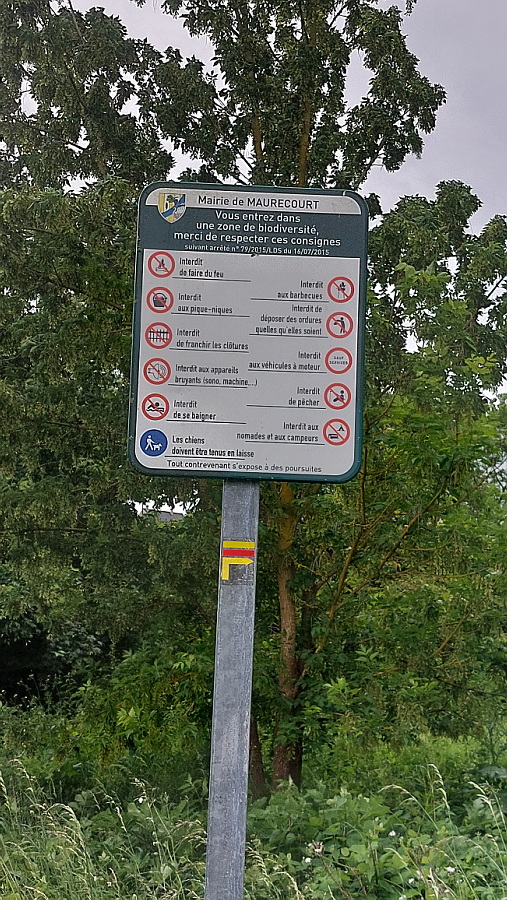 Mairie de MAURECOURT
Vous entrez dans
une zone de biodiversité,
merci de respecter ces consignes
suivant arrêté n° 79/2015/LDS du 16/07/2015
Interdit
de faire du feu
Interdit
aux barbecues
Interdit
aux pique-niques
Interdit de
déposer des ordures
quelles qu'elles soient
Interdit
de franchir les clôtures
Interdit
aux véhicules à moteur
SAUF
SERVICES
Interdit aux appareils
bruyants (sono, machine,...)
Interdit
de pêcher
Interdit
de se baigner
Interdit aux
nomades et aux campeurs
Les chiens
doivent être tenus en laisse
Tout contrevenant s'expose à des poursuites